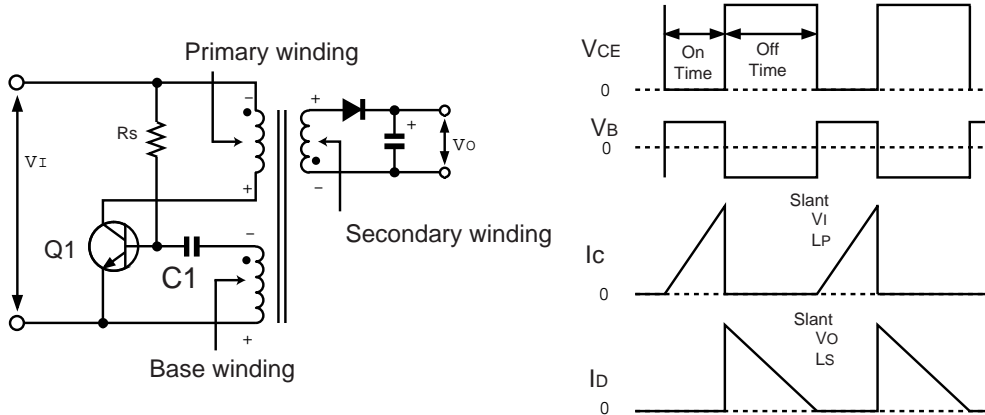 Primary winding
−
+
Rs
VI
+
VO
+
−
+
−
Q1
C1
Secondary winding
Base winding
+
VCE
On
Time
Off
Time
0
VB
0
Slant
VI
LP
IC
0
Slant
VO
LS
ID
0